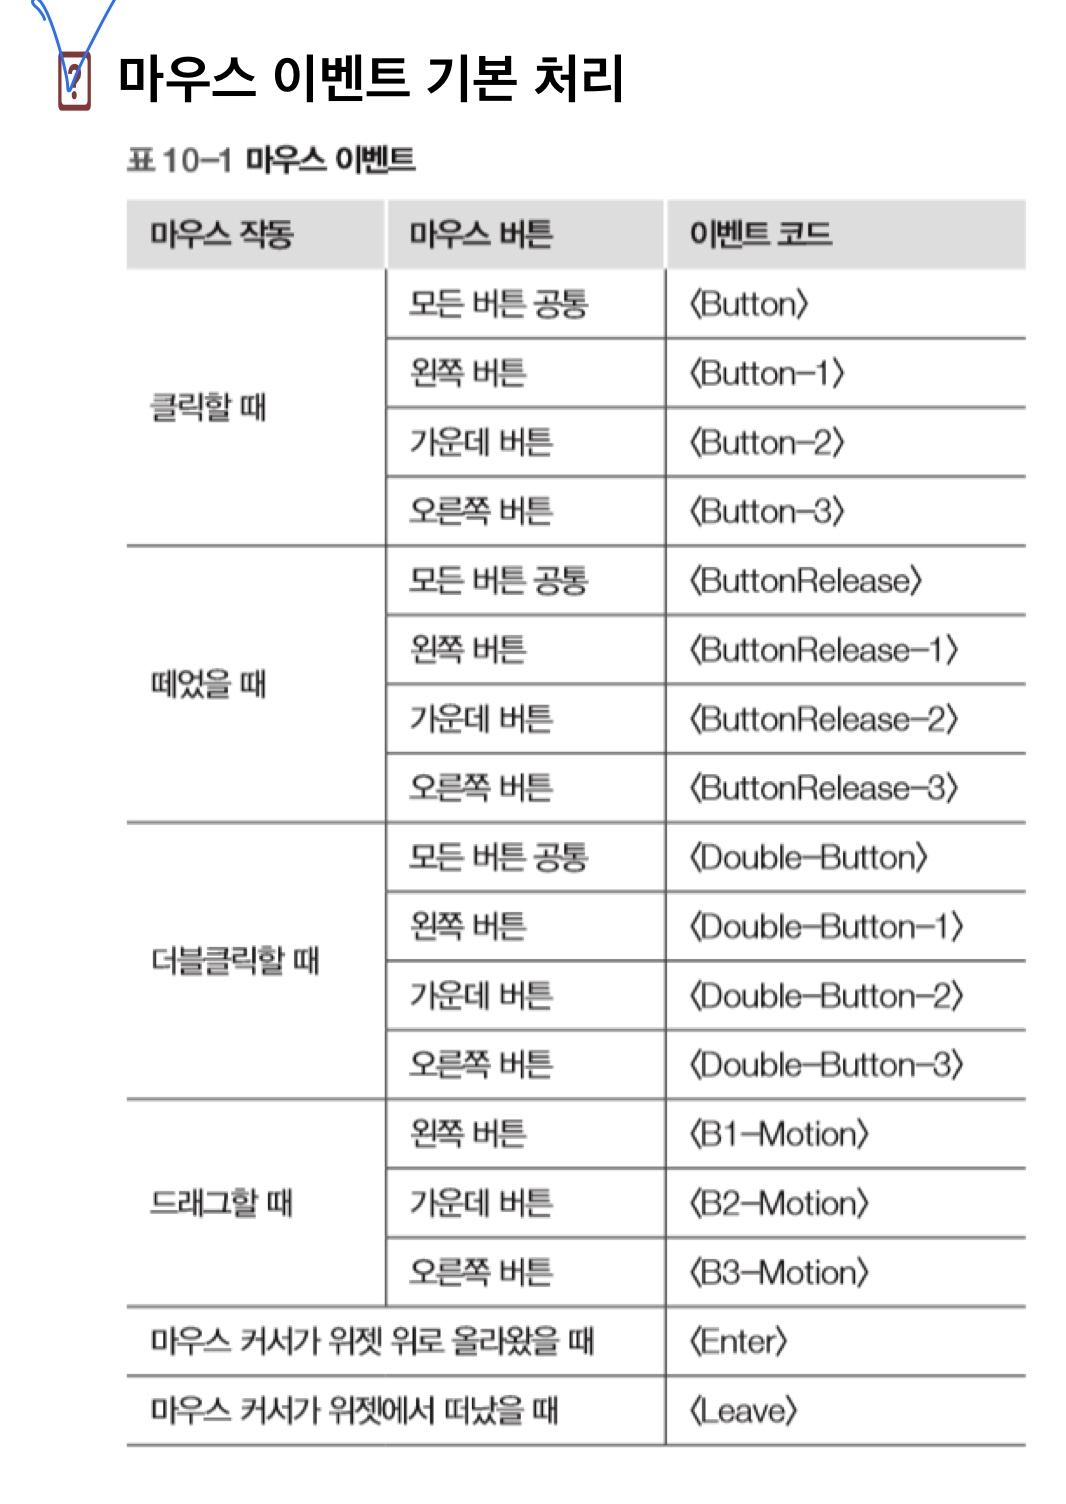 마우스 이벤트 기본 처리
표 10-1 마우스 이벤트
마우스 작동 마우스 버튼 이벤트 코드
클릭할 때 모든 버튼 공통 〈Button〉
왼쪽 버튼 〈Button-1〉
가운데 버튼 〈Button-2〉
오른쪽 버튼 〈Button-3〉
떼었을 때 모든 버튼 공통 〈ButtonRelease〉
왼쪽 버튼 〈ButtonRelease-1〉
가운데 버튼 〈ButtonRelease-2〉
오른쪽 버튼 〈ButtonRelease-3〉
더블클릭할 때 모든 버튼 공통 〈Double-Button〉
왼쪽 버튼 〈Double-Button-1〉
가운데 버튼 〈Double-Button-2〉
오른쪽 버튼 〈Double-Button-3〉
드래그할 때 왼쪽 버튼 〈B1-Motion〉
가운데 버튼 〈B2-Motion〉
오른쪽 버튼 〈B3-Motion〉
마우스 커서가 위젯 위로 올라왔을 때 〈Enter〉
마우스 커서가 위젯에서 떠났을 때 〈Leave〉